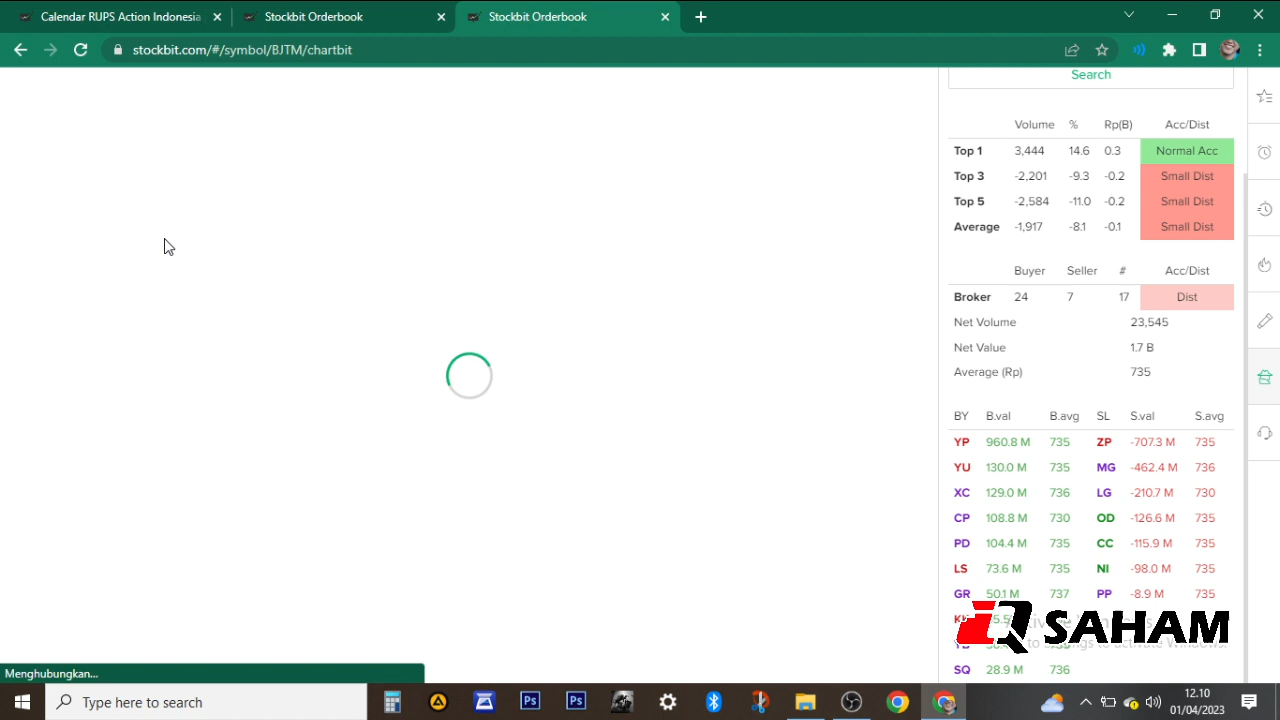 Calendar RUPS Action Indonesia
Stockbit Orderbook
Stockbit Orderbook
stockbit.com/#/symbol/BJTM/chartbit
Search
Volume % Rp(B) Acc/Dist
Top 1 3,444 14.6 0.3 Normal Acc
Top 3 -2,201 -9.3 -0.2 Small Dist
Top 5 -2,584 -11.0 -0.2 Small Dist
Average -1,917 -8.1 -0.1 Small Dist
Buyer Seller # Acc/Dist
Broker 24 7 17 Dist
Net Volume 23,545
Net Value 1.7 B
Average (Rp) 735
BY B.val B.avg SL S.val S.avg
YP 960.8 M 735 ZP -707.3 M 735
YU 130.0 M 735 MG -462.4 M 736
XC 129.0 M 736 LG -210.7 M 730
CP 108.8 M 730 OD -126.6 M 735
PD 104.4 M 735 CC -115.9 M 735
LS 73.6 M 735 NI -98.0 M 735
GR 50.1 M 737 PP -8.9 M 735
IQ SAHAM
to activate Windows.
SQ 28.9 M 736
Menghubungkan...
Type here to search
12.10
01/04/2023